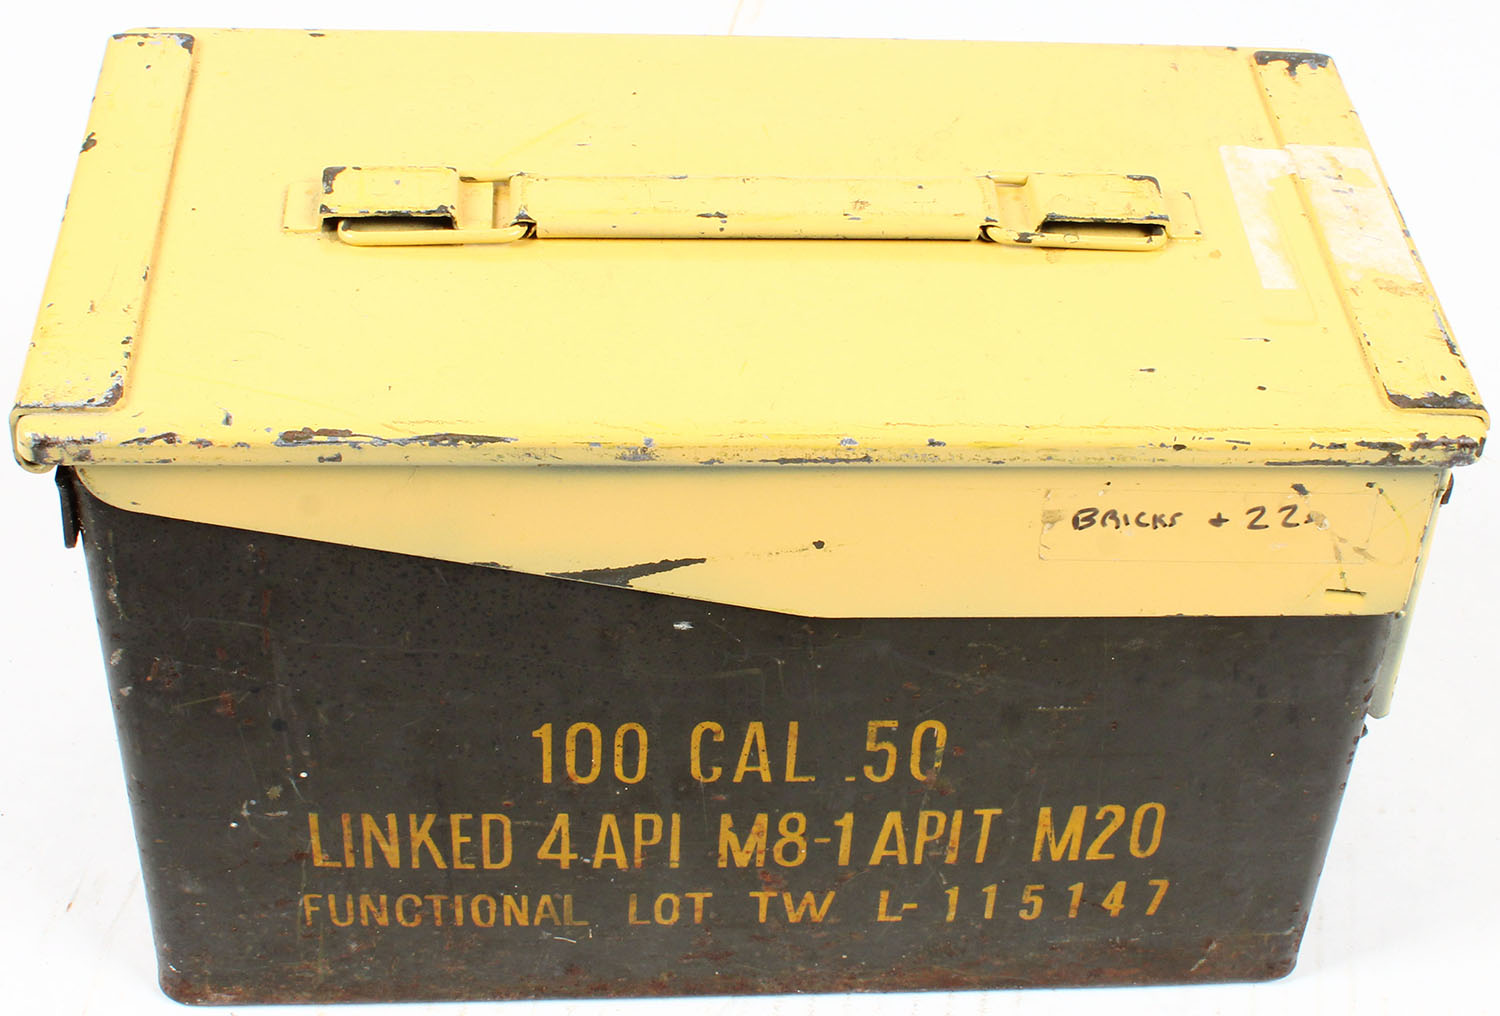 BRICKS + 22s
100 CAL .50
LINKED 4 API M8-1 APIT M20
FUNCTIONAL LOT TW L-115147